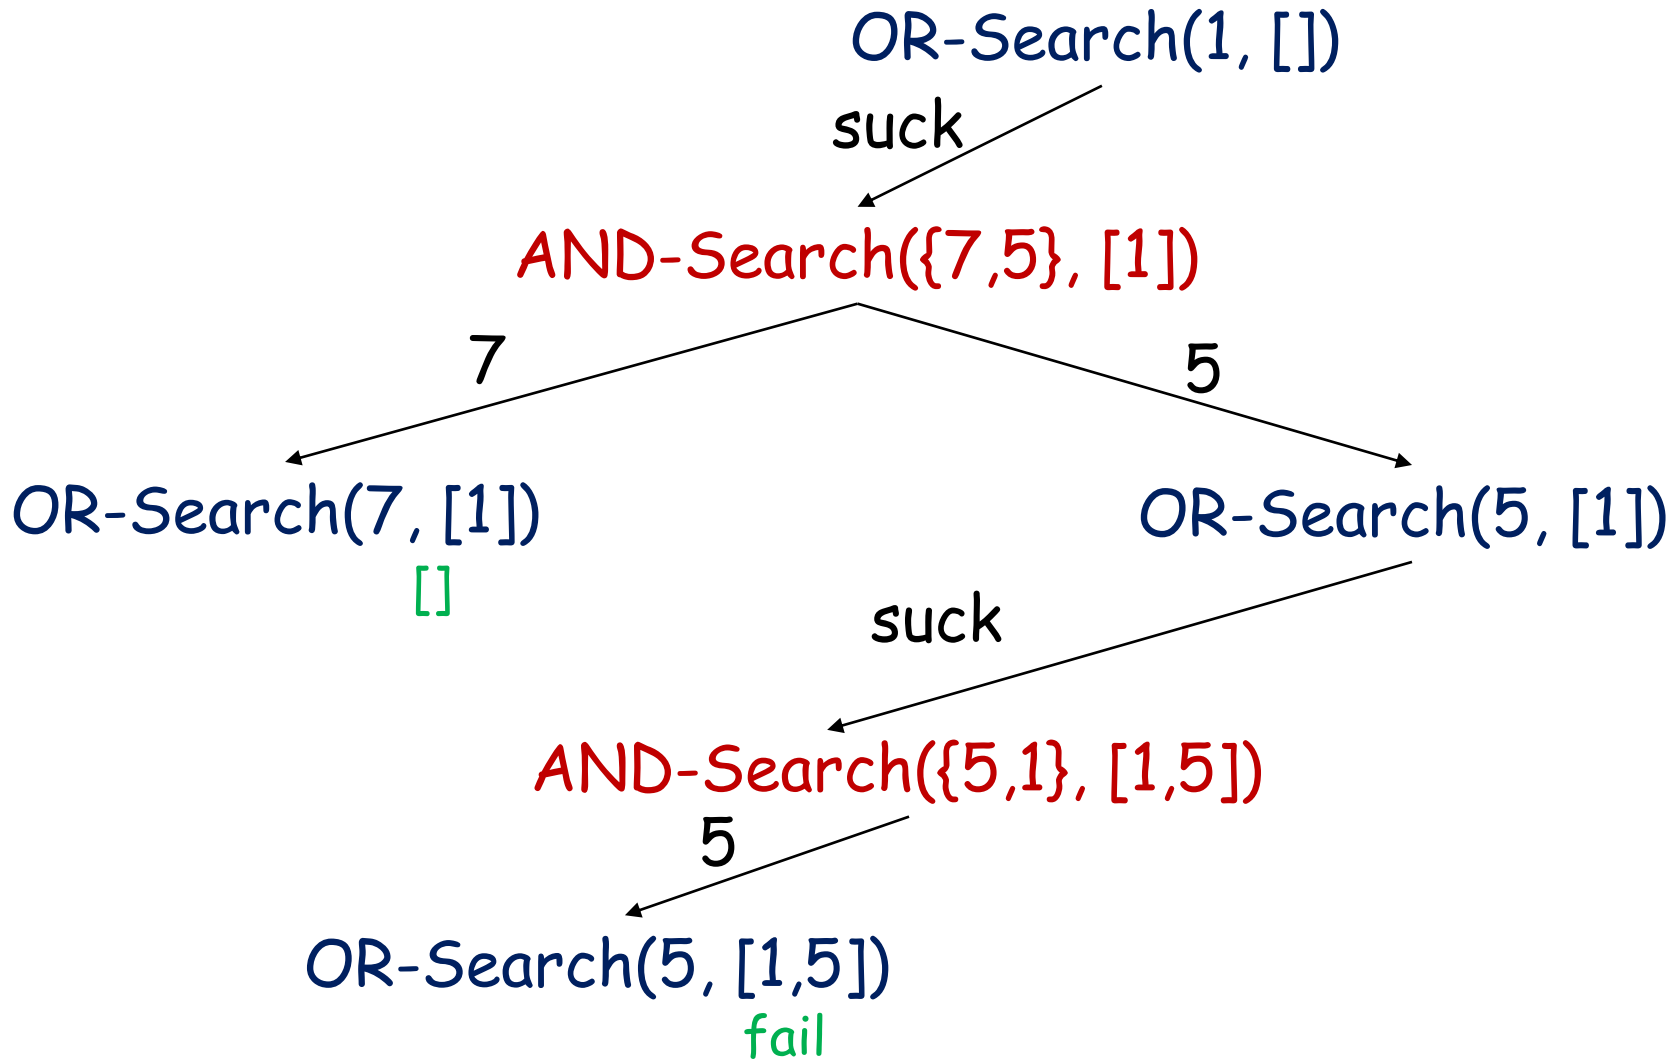 OR-Search(1, [])
suck
AND-Search({7,5}, [1])
7
5
OR-Search(7, [1])
OR-Search(5, [1])
[]
suck
AND-Search({5,1}, [1,5])
5
OR-Search(5, [1,5])
fail